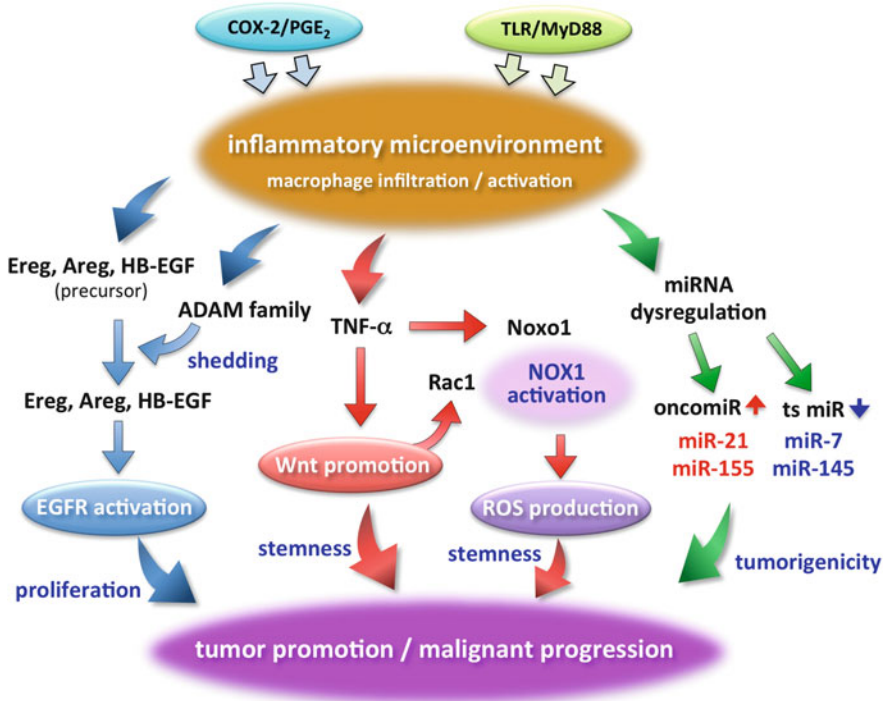 COX-2/PGE₂
TLR/MyD88
inflammatory microenvironment
macrophage infiltration / activation
Ereg, Areg, HB-EGF
(precursor)
ADAM family
shedding
Ereg, Areg, HB-EGF
EGFR activation
proliferation
TNF-α
Noxo1
Rac1
NOX1
activation
Wnt promotion
ROS production
stemness
stemness
miRNA
dysregulation
oncomiR
miR-21
miR-155
ts miR
miR-7
miR-145
tumorigenicity
tumor promotion / malignant progression